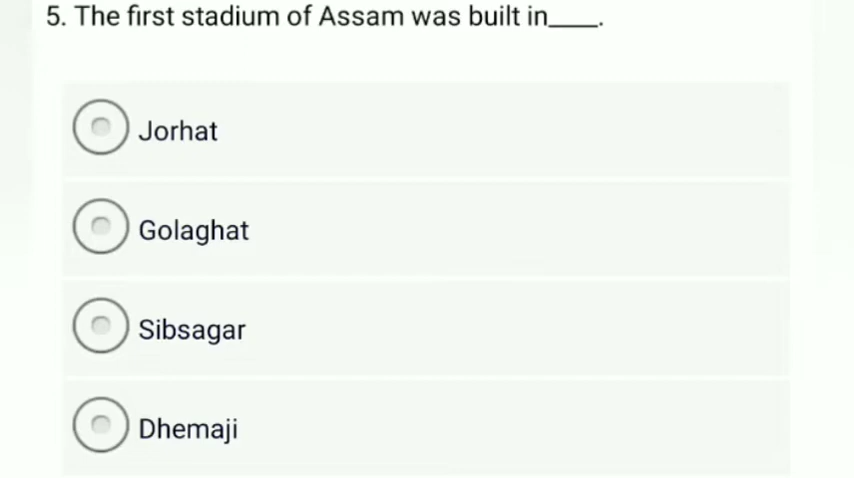 5. The first stadium of Assam was built in____.
Jorhat
Golaghat
Sibsagar
Dhemaji